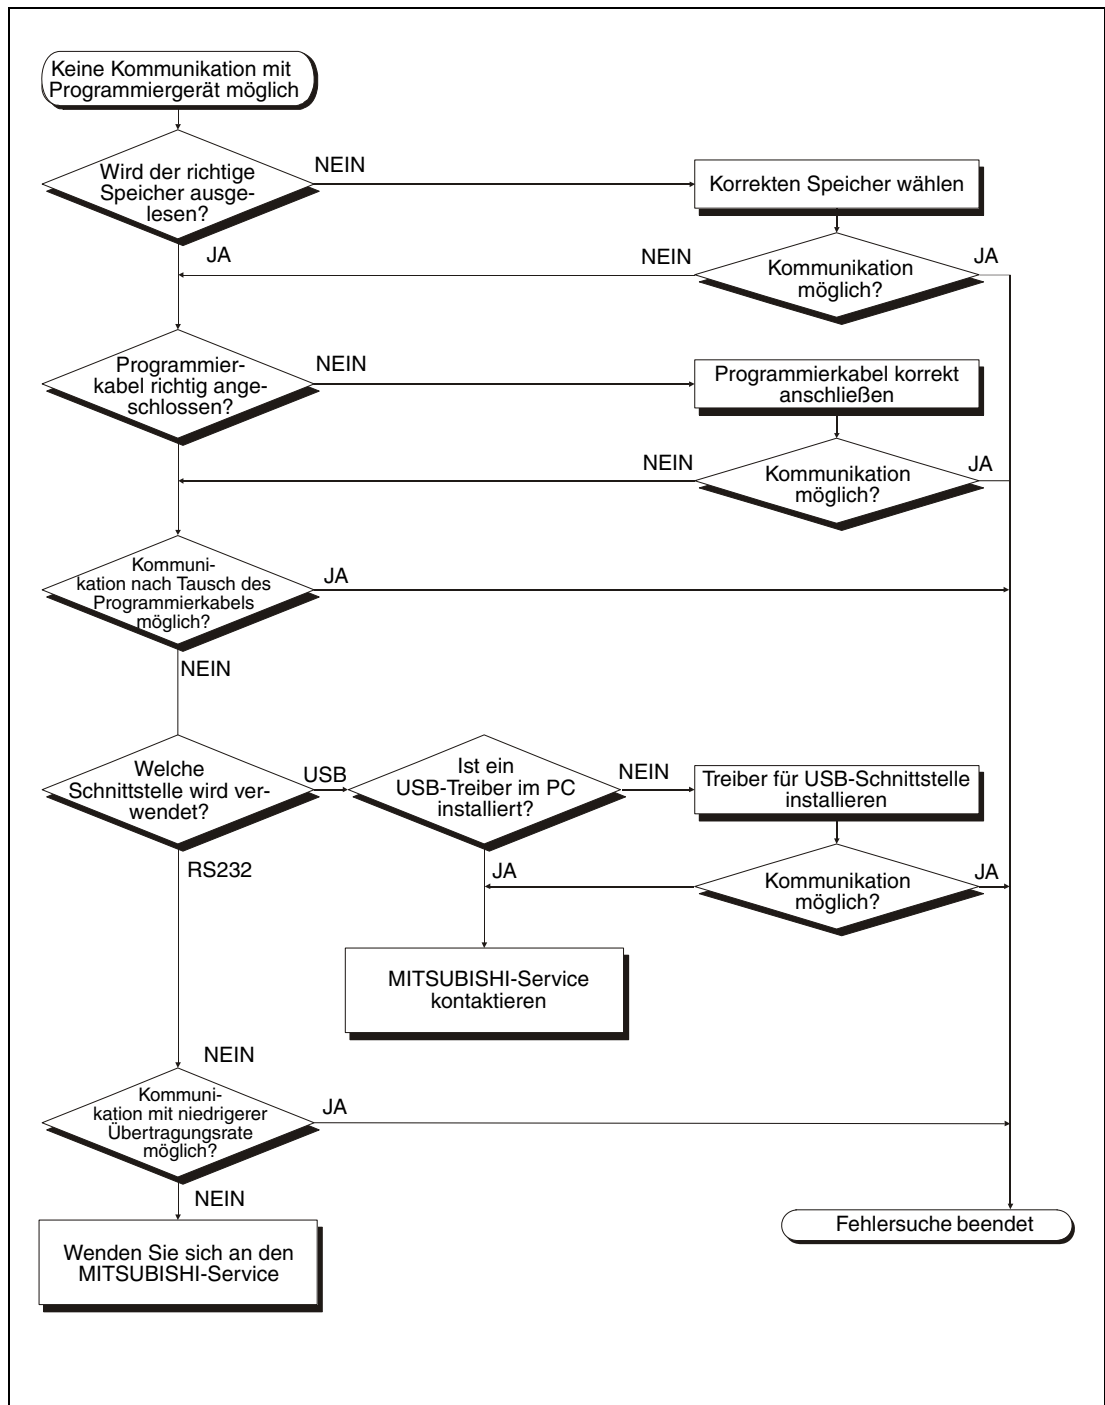 Keine Kommunikation mit
Programmiergerät möglich
Wird der richtige
Speicher ausge-
lesen?
NEIN
Korrekten Speicher wählen
JA
NEIN
Kommunikation
möglich?
JA
Programmier-
kabel richtig ange-
schlossen?
NEIN
Programmierkabel korrekt
anschließen
NEIN
Kommunikation
möglich?
JA
Kommuni-
kation nach Tausch des
Programmierkabels
möglich?
JA
NEIN
Welche
Schnittstelle wird ver-
wendet?
USB
Ist ein
USB-Treiber im PC
installiert?
NEIN
Treiber für USB-Schnittstelle
installieren
RS232
JA
Kommunikation
möglich?
JA
MITSUBISHI-Service
kontaktieren
NEIN
Kommuni-
kation mit niedrigerer
Übertragungsrate
möglich?
JA
NEIN
Wenden Sie sich an den
MITSUBISHI-Service
Fehlersuche beendet